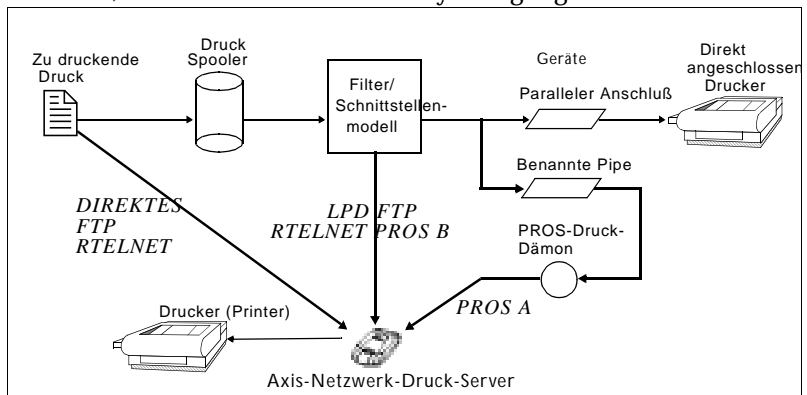 Zu druckende
Druck
Druck
Spooler
Filter/
Schnittstellen-
modell
Geräte
Paralleler Anschluß
Direkt
angeschlossen
Drucker
Benannte Pipe
DIREKTES
FTP
RTELNET
LPD FTP
RTELNET PROS B
PROS-Druck-
Dämon
PROS A
Drucker (Printer)
Axis-Netzwerk-Druck-Server